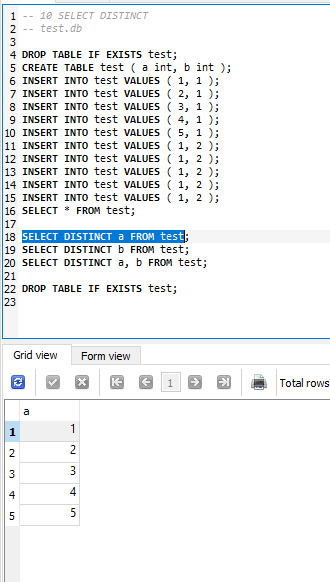 1 -- 10 SELECT DISTINCT
2 -- test.db
3
4 DROP TABLE IF EXISTS test;
5 CREATE TABLE test ( a int, b int );
6 INSERT INTO test VALUES ( 1, 1 );
7 INSERT INTO test VALUES ( 2, 1 );
8 INSERT INTO test VALUES ( 3, 1 );
9 INSERT INTO test VALUES ( 4, 1 );
10 INSERT INTO test VALUES ( 5, 1 );
11 INSERT INTO test VALUES ( 1, 2 );
12 INSERT INTO test VALUES ( 1, 2 );
13 INSERT INTO test VALUES ( 1, 2 );
14 INSERT INTO test VALUES ( 1, 2 );
15 INSERT INTO test VALUES ( 1, 2 );
16 SELECT * FROM test;
17
18 SELECT DISTINCT a FROM test;
19 SELECT DISTINCT b FROM test;
20 SELECT DISTINCT a, b FROM test;
21
22 DROP TABLE IF EXISTS test;
23
Grid view Form view
1 Total rows
a
1 1
2 2
3 3
4 4
5 5